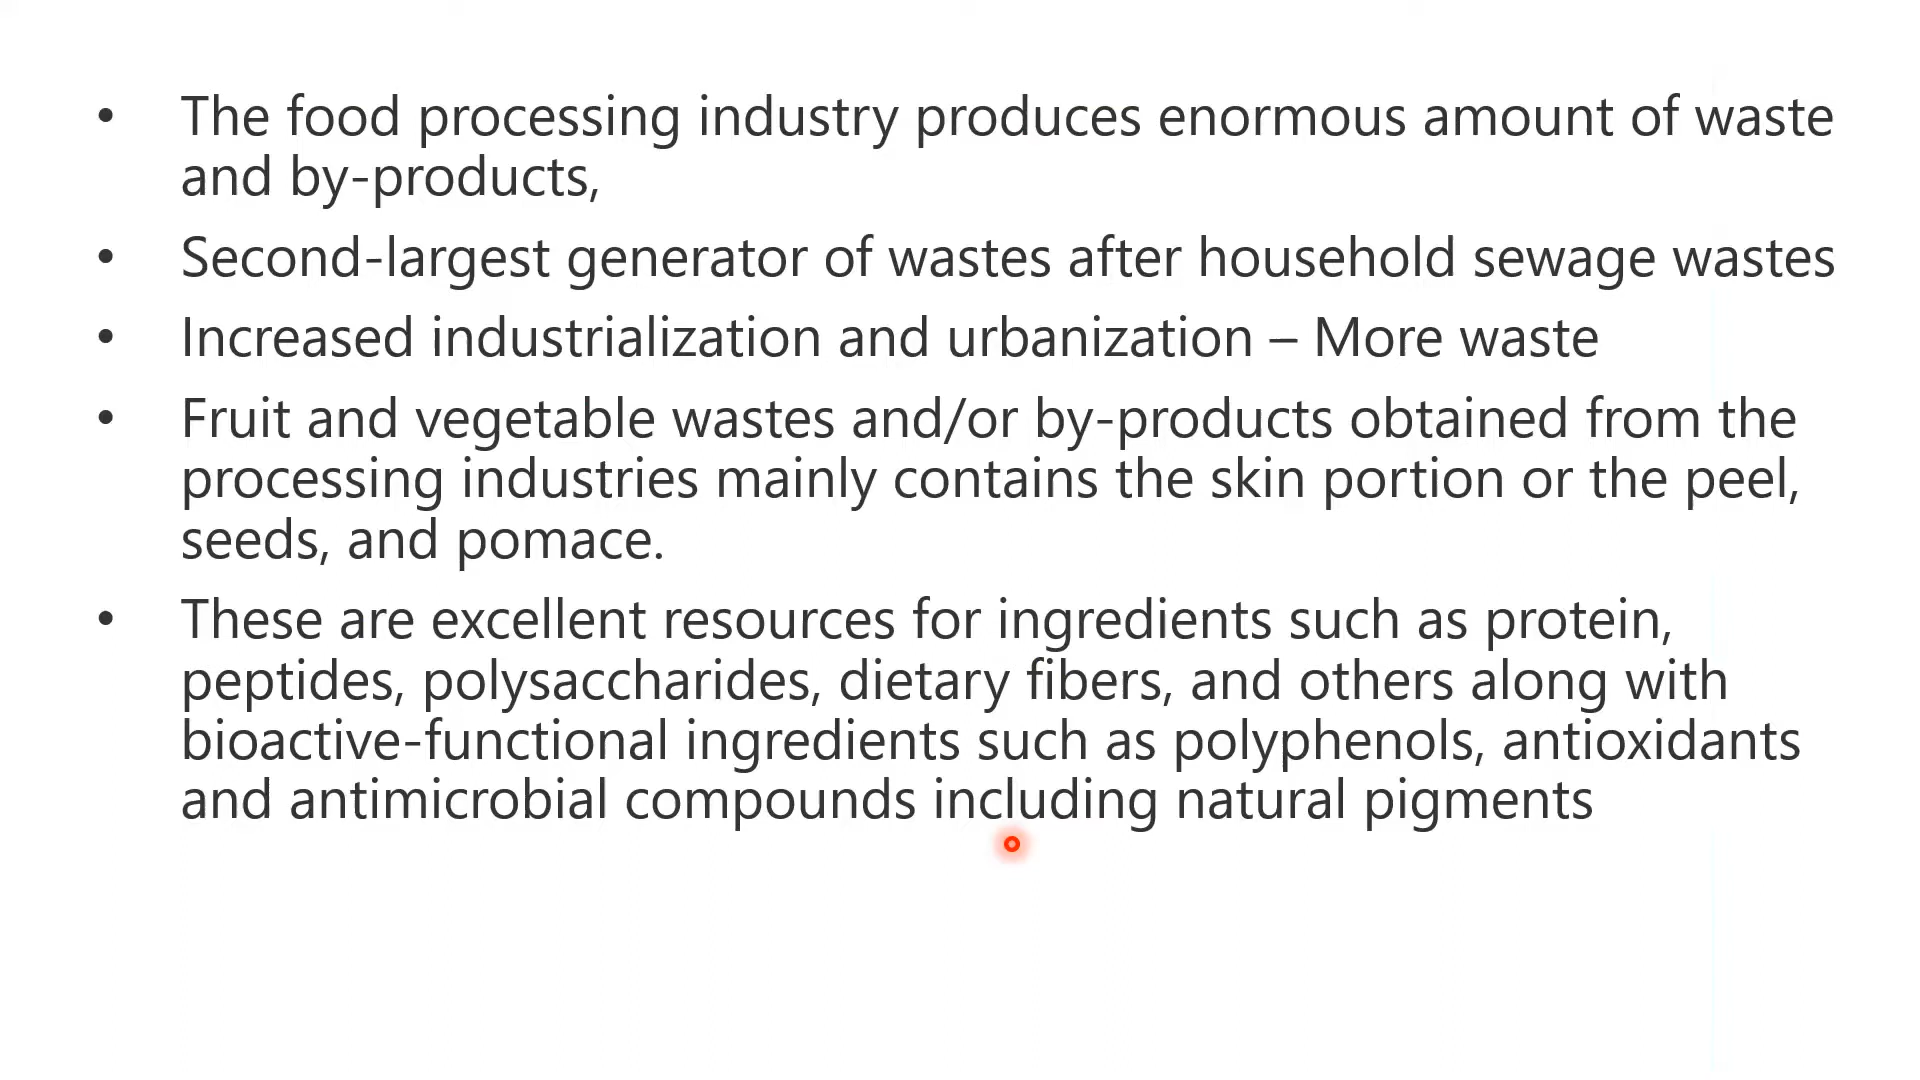 • The food processing industry produces enormous amount of waste
and by-products,
• Second-largest generator of wastes after household sewage wastes
• Increased industrialization and urbanization – More waste
• Fruit and vegetable wastes and/or by-products obtained from the
processing industries mainly contains the skin portion or the peel,
seeds, and pomace.
• These are excellent resources for ingredients such as protein,
peptides, polysaccharides, dietary fibers, and others along with
bioactive-functional ingredients such as polyphenols, antioxidants
and antimicrobial compounds including natural pigments